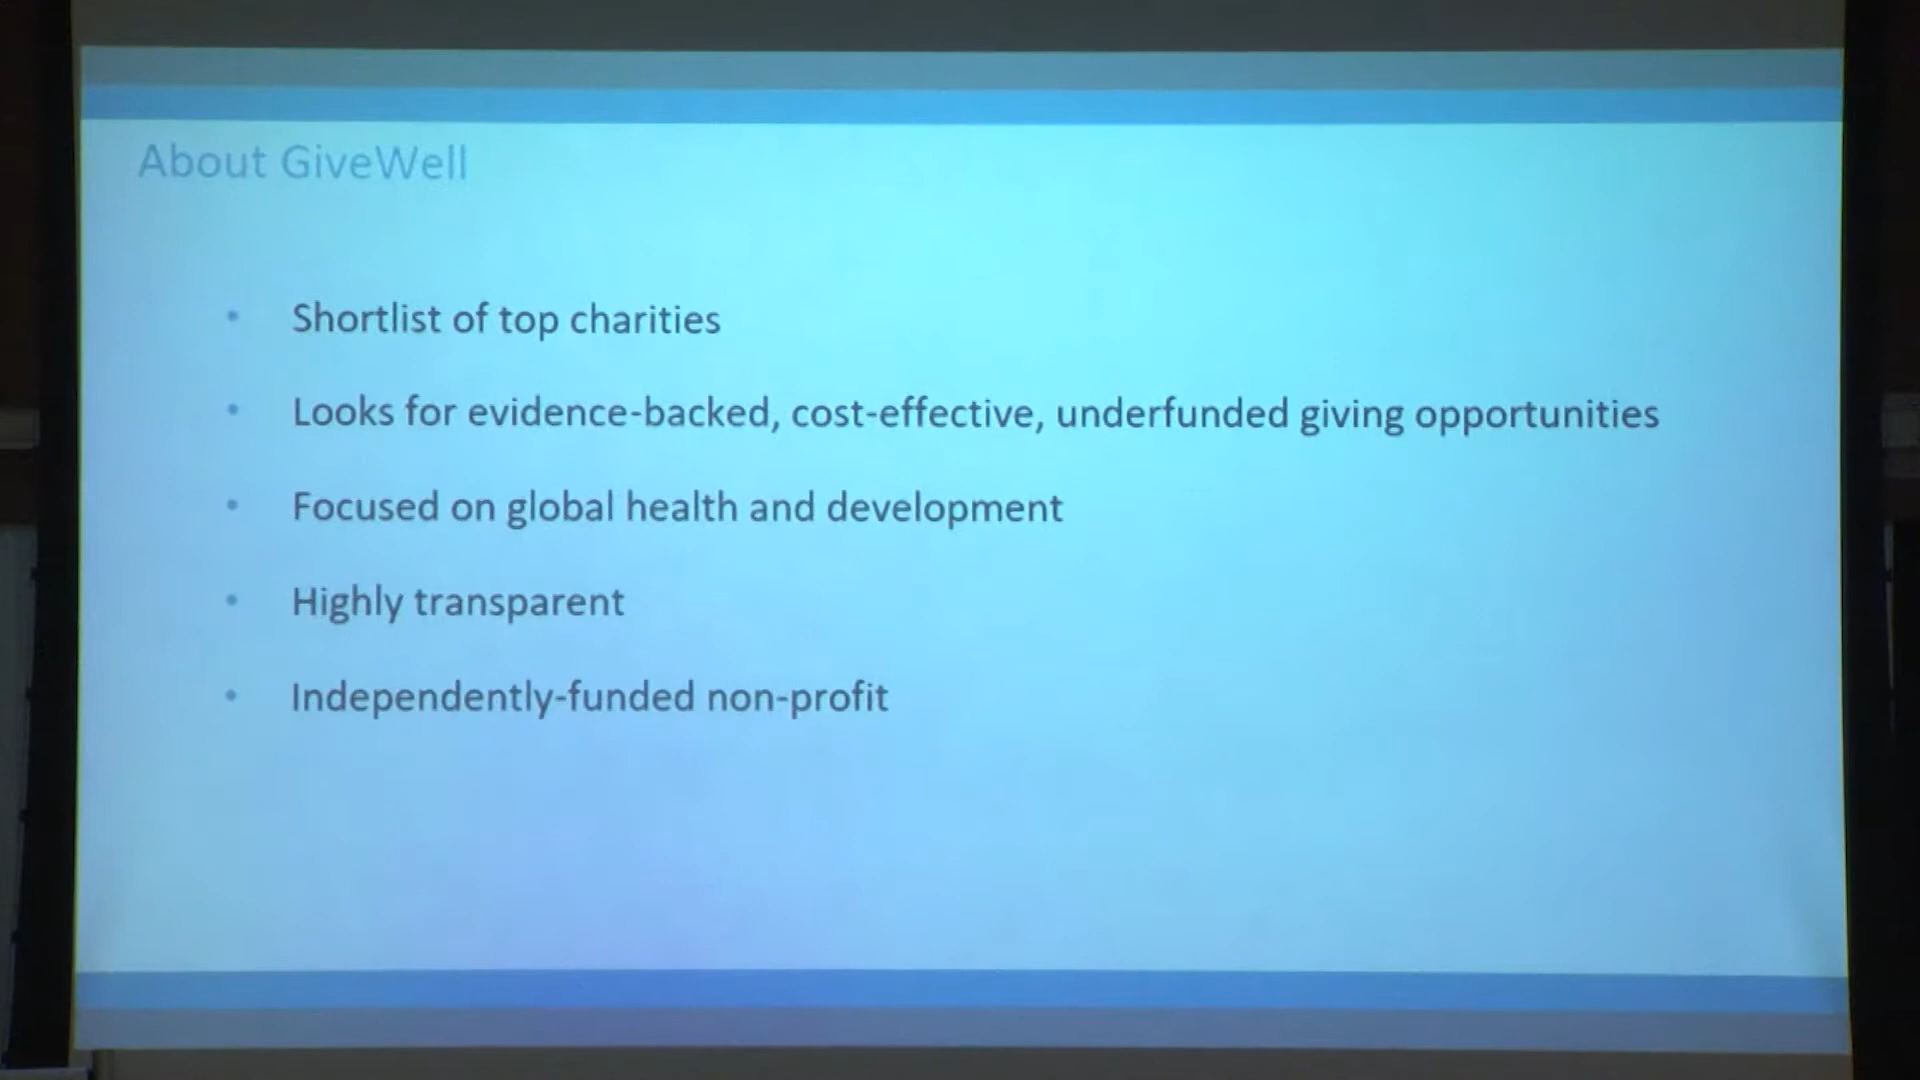 About GiveWell
• Shortlist of top charities
• Looks for evidence-backed, cost-effective, underfunded giving opportunities
• Focused on global health and development
• Highly transparent
• Independently-funded non-profit